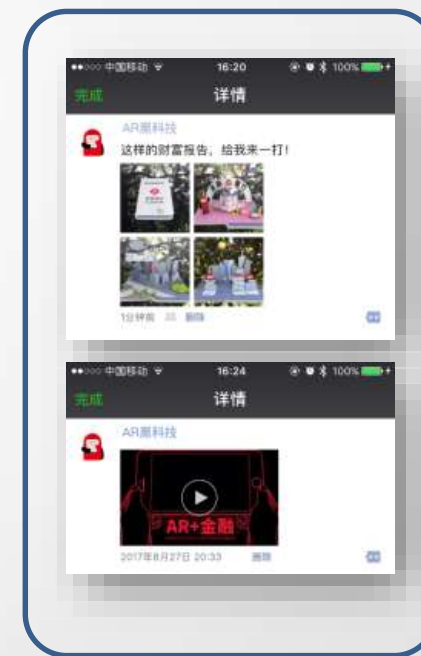 中国移动 16:20 100%
完成 详情
AR黑科技
这样的财富报告，给我来一打！
1分钟前 删除
中国移动 16:24 100%
完成 详情
AR黑科技
AR+金融
2017年8月27日 20:33 删除